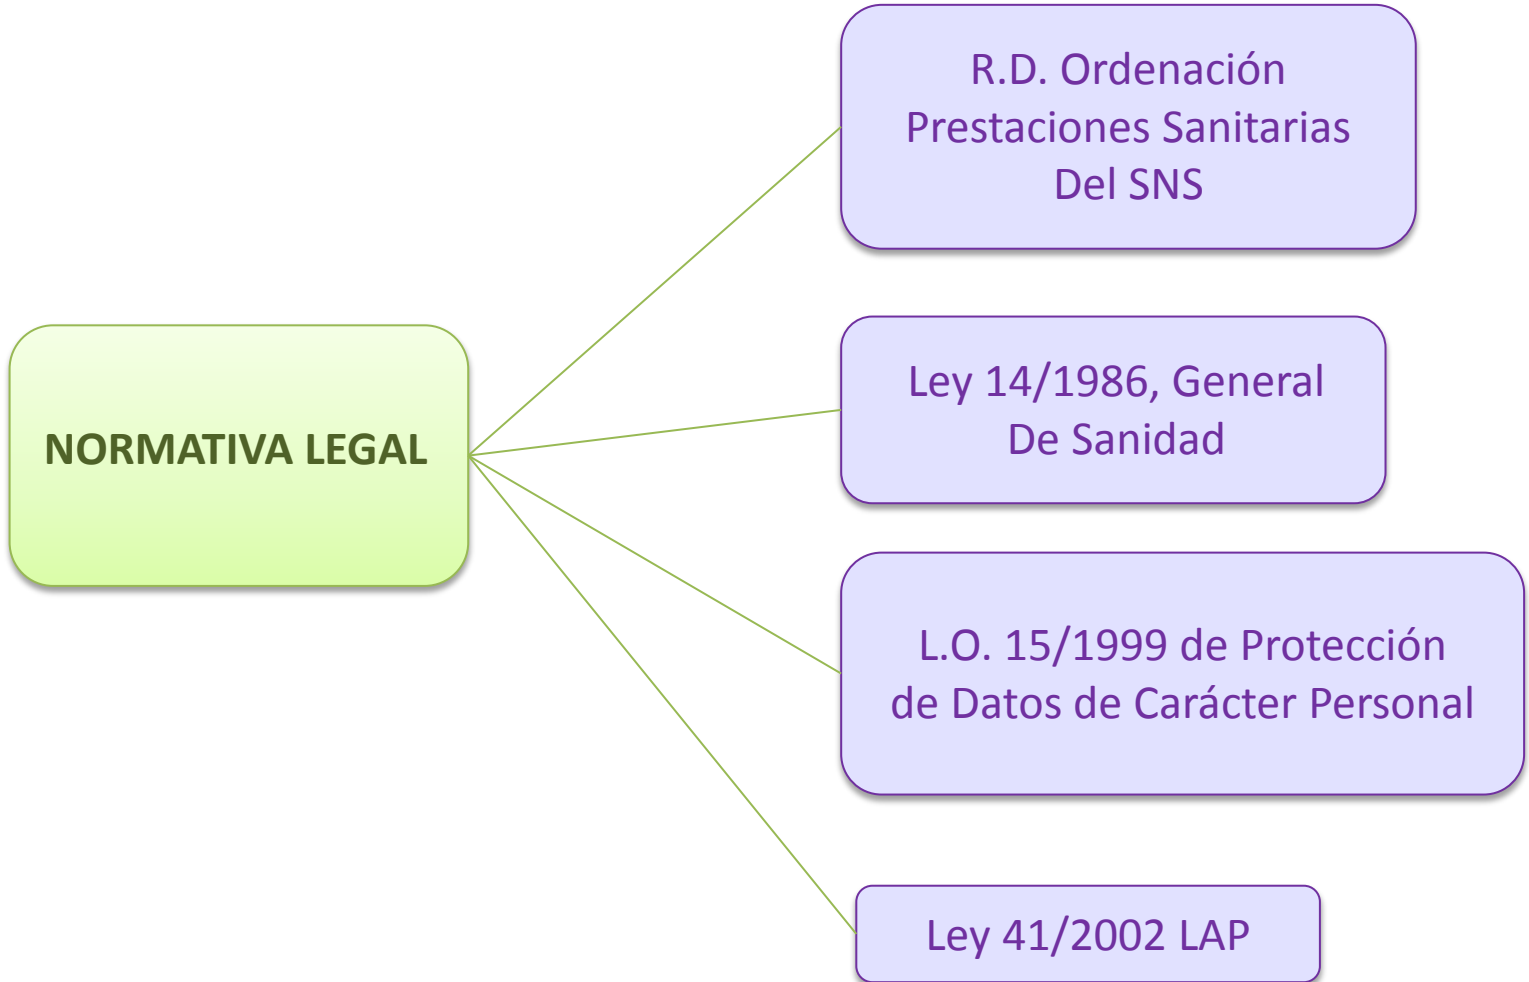 R.D. Ordenación
Prestaciones Sanitarias
Del SNS
NORMATIVA LEGAL
Ley 14/1986, General
De Sanidad
L.O. 15/1999 de Protección
de Datos de Carácter Personal
Ley 41/2002 LAP